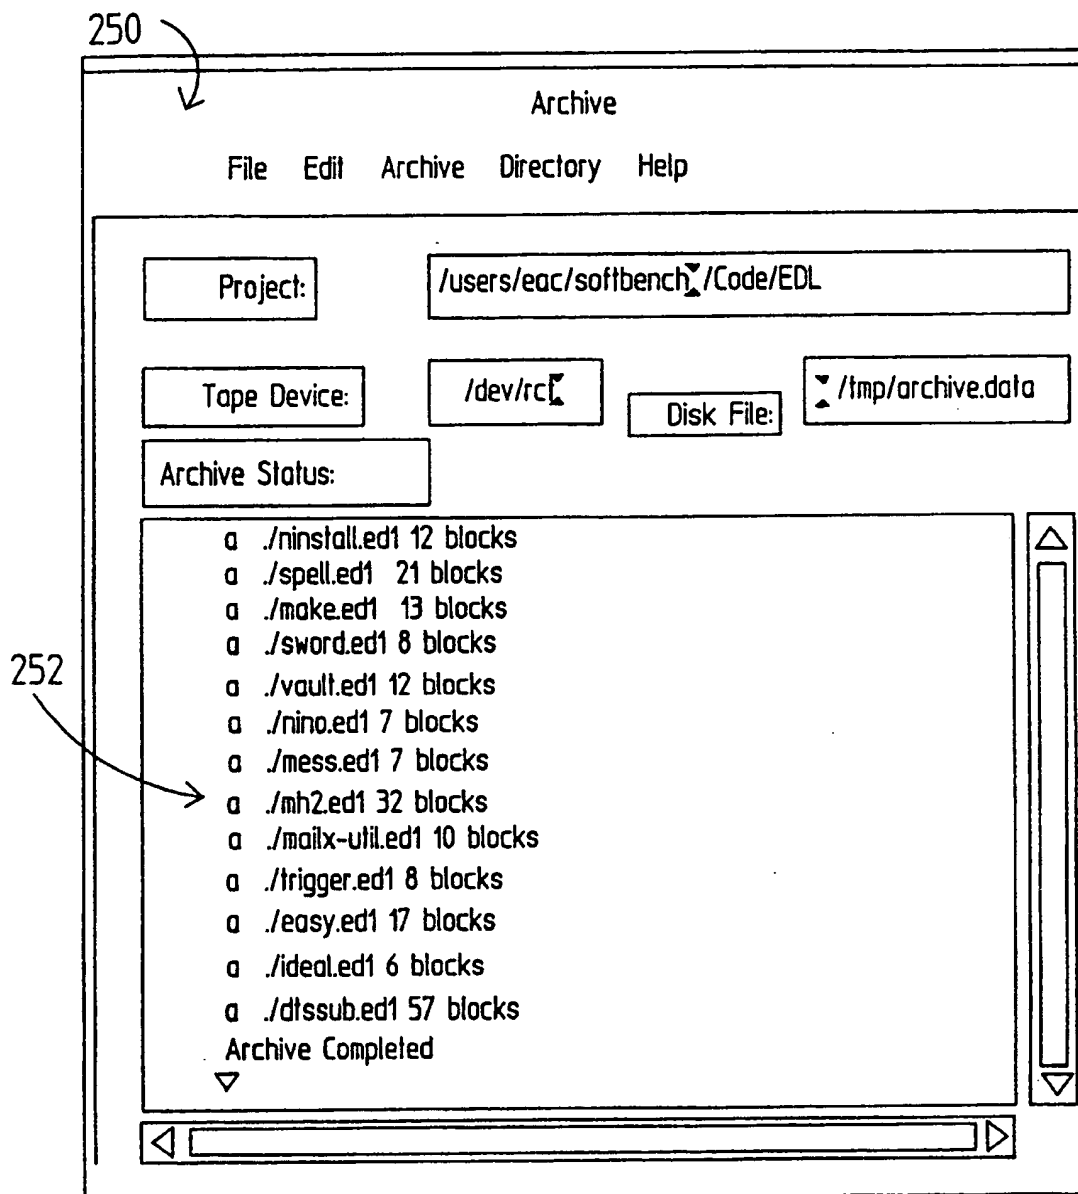 250
Archive
File Edit Archive Directory Help
Project: /users/eac/softbench /Code/EDL
Tape Device: /dev/rct Disk File: /tmp/archive.data
Archive Status:
a ./ninstall.ed1 12 blocks
a ./spell.ed1 21 blocks
a ./make.ed1 13 blocks
a ./sword.ed1 8 blocks
252
a ./vault.ed1 12 blocks
a ./nino.ed1 7 blocks
a ./mess.ed1 7 blocks
a ./mh2.ed1 32 blocks
a ./mailx-util.ed1 10 blocks
a ./trigger.ed1 8 blocks
a ./easy.ed1 17 blocks
a ./ideal.ed1 6 blocks
a ./dtssub.ed1 57 blocks
Archive Completed